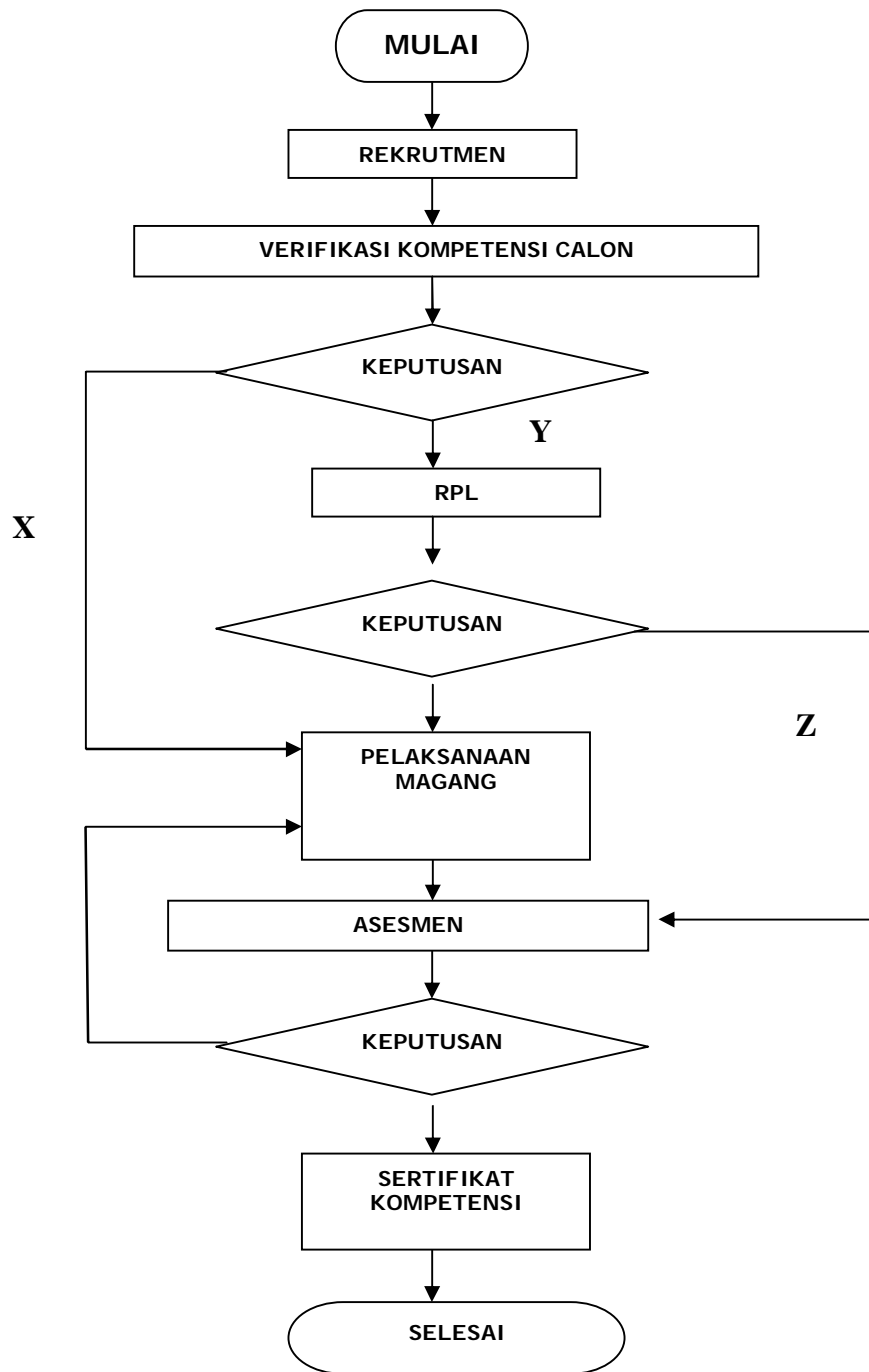 MULAI
REKRUTMEN
VERIFIKASI KOMPETENSI CALON
KEPUTUSAN
Y
RPL
X
KEPUTUSAN
Z
PELAKSANAAN
MAGANG
ASESMEN
KEPUTUSAN
SERTIFIKAT
KOMPETENSI
SELESAI